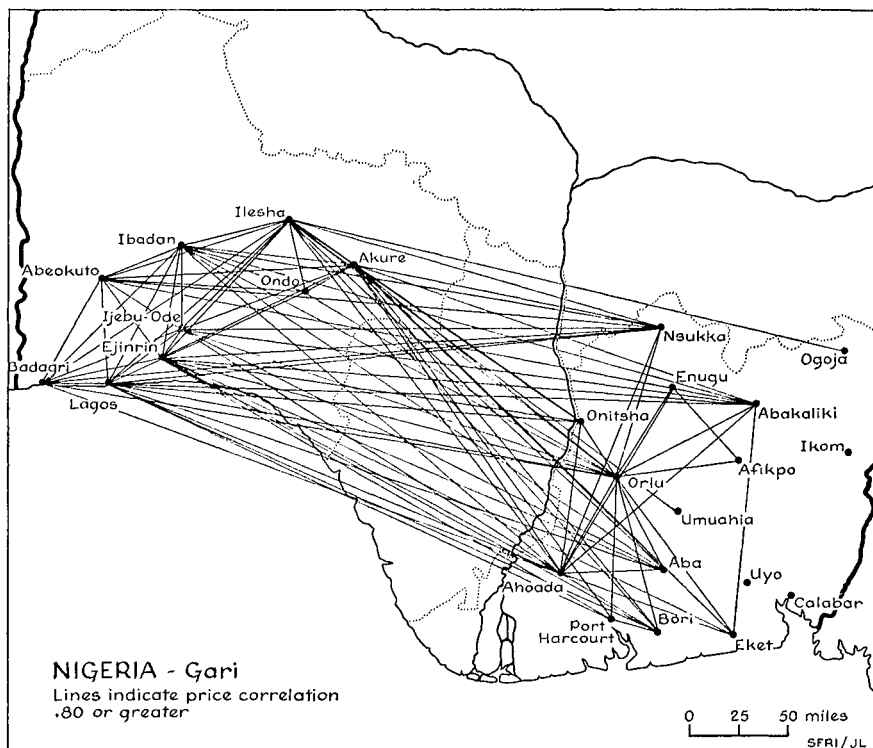 Ilesha
Ibadan
Akure
Abeokuto
Ondo
Ijebu-Ode
Ejinrin
Nsukka
Ogoja
Badagri
Enugu
Lagos
Abakaliki
Onitsha
Ikom
Afikpo
Orlu
Umuahia
Aba
Uyo
Ahoada
Calabar
Port
Harcourt
Bori
Eket
NIGERIA - Gari
Lines indicate price correlation
.80 or greater
0 25 50 miles
SFRI/JL